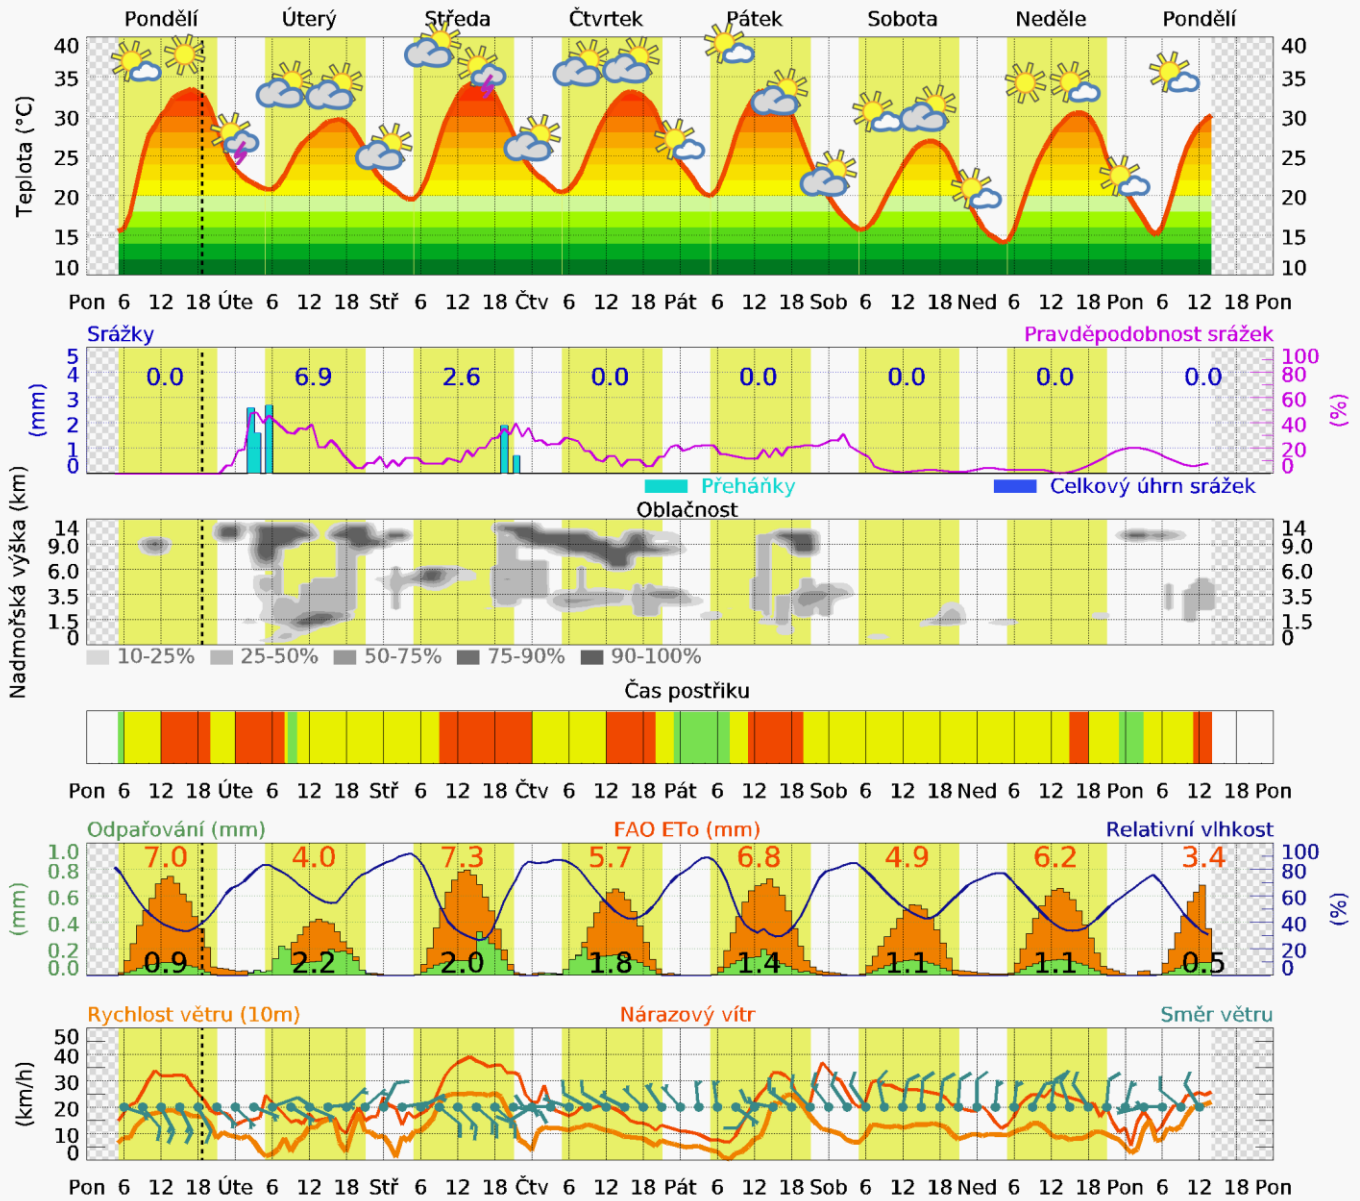 Pondělí Úterý Středa Čtvrtek Pátek Sobota Neděle Pondělí
Teplota (°C)
40 40
35 35
30 30
25 25
20 20
15 15
10 10
Pon 6 12 18 Úte 6 12 18 Stř 6 12 18 Čtv 6 12 18 Pát 6 12 18 Sob 6 12 18 Ned 6 12 18 Pon 6 12 18 Pon
Srážky Pravděpodobnost srážek
(mm) (%)
5 100
4 0.0 6.9 2.6 0.0 0.0 0.0 0.0 0.0 80
3 60
2 40
1 20
0 0
Přeháňky Celkový úhrn srážek
Oblačnost
Nadmořská výška (km)
14 14
9.0 9.0
6.0 6.0
3.5 3.5
1.5 1.5
0 0
10-25% 25-50% 50-75% 75-90% 90-100%
Čas postřiku
Pon 6 12 18 Úte 6 12 18 Stř 6 12 18 Čtv 6 12 18 Pát 6 12 18 Sob 6 12 18 Ned 6 12 18 Pon 6 12 18 Pon
Odpařování (mm) FAO ETo (mm) Relativní vlhkost
(mm) (%)
1.0 7.0 4.0 7.3 5.7 6.8 4.9 6.2 3.4 100
0.8 80
0.6 60
0.4 40
0.2 20
0.0 0.9 2.2 2.0 1.8 1.4 1.1 1.1 0.5 0
Rychlost větru (10m) Nárazový vítr Směr větru
(km/h)
50
40
30
20
10
0
Pon 6 12 18 Úte 6 12 18 Stř 6 12 18 Čtv 6 12 18 Pát 6 12 18 Sob 6 12 18 Ned 6 12 18 Pon 6 12 18 Pon